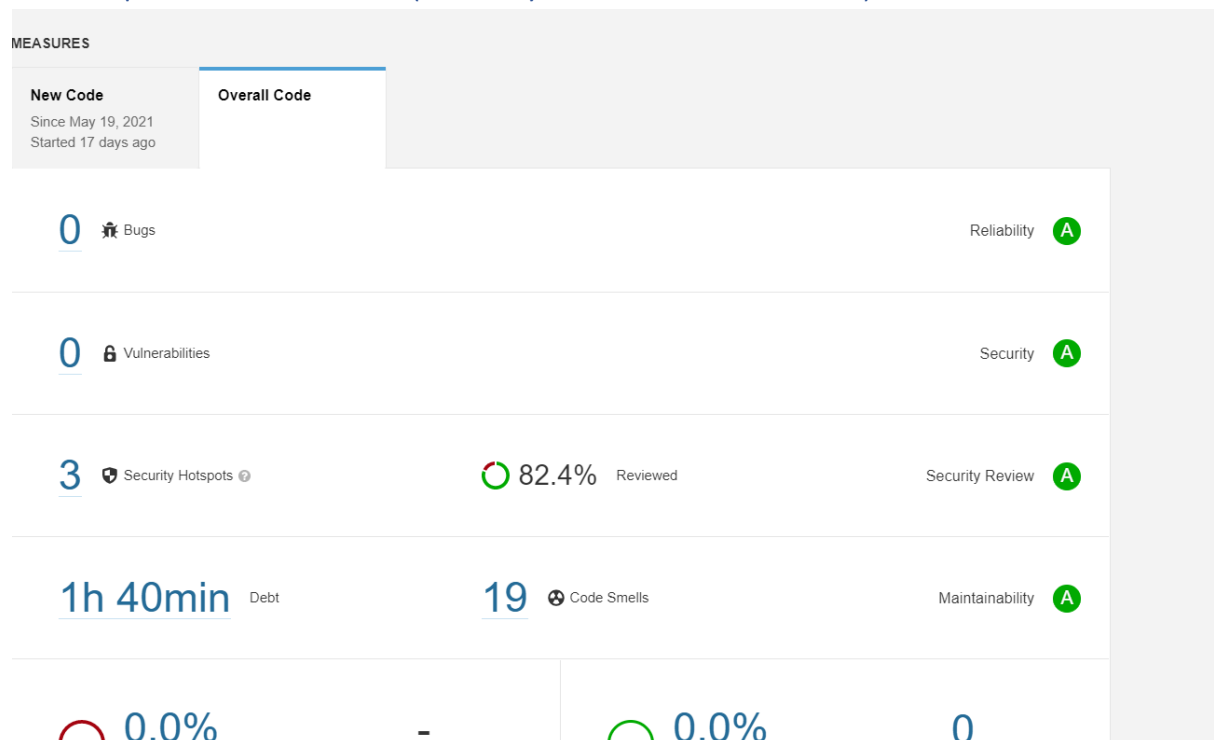 MEASURES
New Code
Since May 19, 2021
Started 17 days ago
Overall Code
0 Bugs Reliability A
0 Vulnerabilities Security A
3 Security Hotspots ? 82.4% Reviewed Security Review A
1h 40min Debt 19 Code Smells Maintainability A
0.0% - 0.0% 0